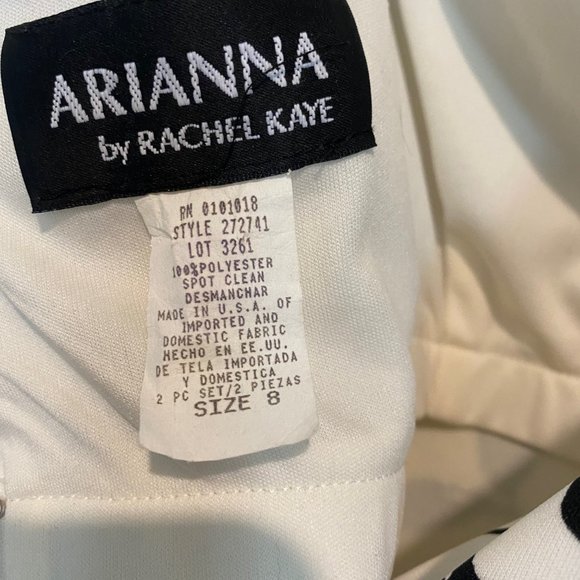 ARIANNA
by RACHEL KAYE
RN 0101018
STYLE 272741
LOT 3261
100%POLYESTER
SPOT CLEAN
DESMANCHAR
MADE IN U.S.A. OF
IMPORTED AND
DOMESTIC FABRIC
HECHO EN EE.UU.
DE TELA IMPORTADA
Y DOMESTICA
2 PC SET/2 PIEZAS
SIZE 8